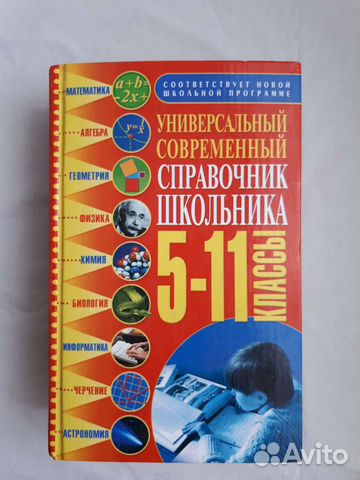 СООТВЕТСТВУЕТ НОВОЙ
ШКОЛЬНОЙ ПРОГРАММЕ
МАТЕМАТИКА
a+b=
-2x+
АЛГЕБРА
y=1/x
ГЕОМЕТРИЯ
ФИЗИКА
ХИМИЯ
БИОЛОГИЯ
ИНФОРМАТИКА
ЧЕРЧЕНИЕ
АСТРОНОМИЯ
УНИВЕРСАЛЬНЫЙ
СОВРЕМЕННЫЙ
СПРАВОЧНИК
ШКОЛЬНИКА
5-11
КЛАССЫ
Avito